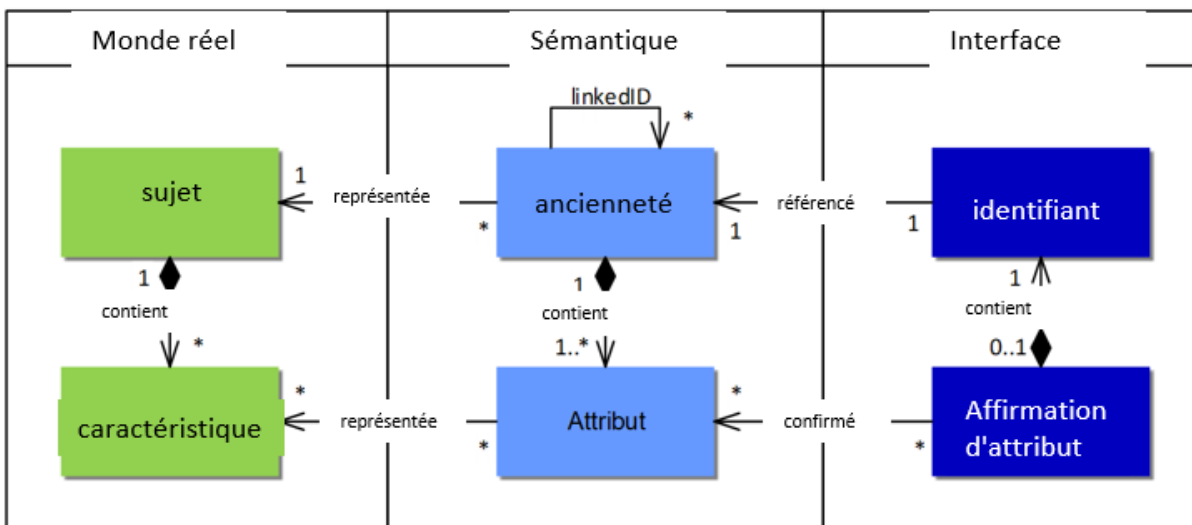 Monde réel
Sémantique
Interface
linkedID
*
sujet
1
représentée
*
ancienneté
1
référencé
1
identifiant
1
contient
*
1
contient
1..*
1
contient
0..1
caractéristique
*
représentée
*
Attribut
*
confirmé
*
Affirmation
d'attribut